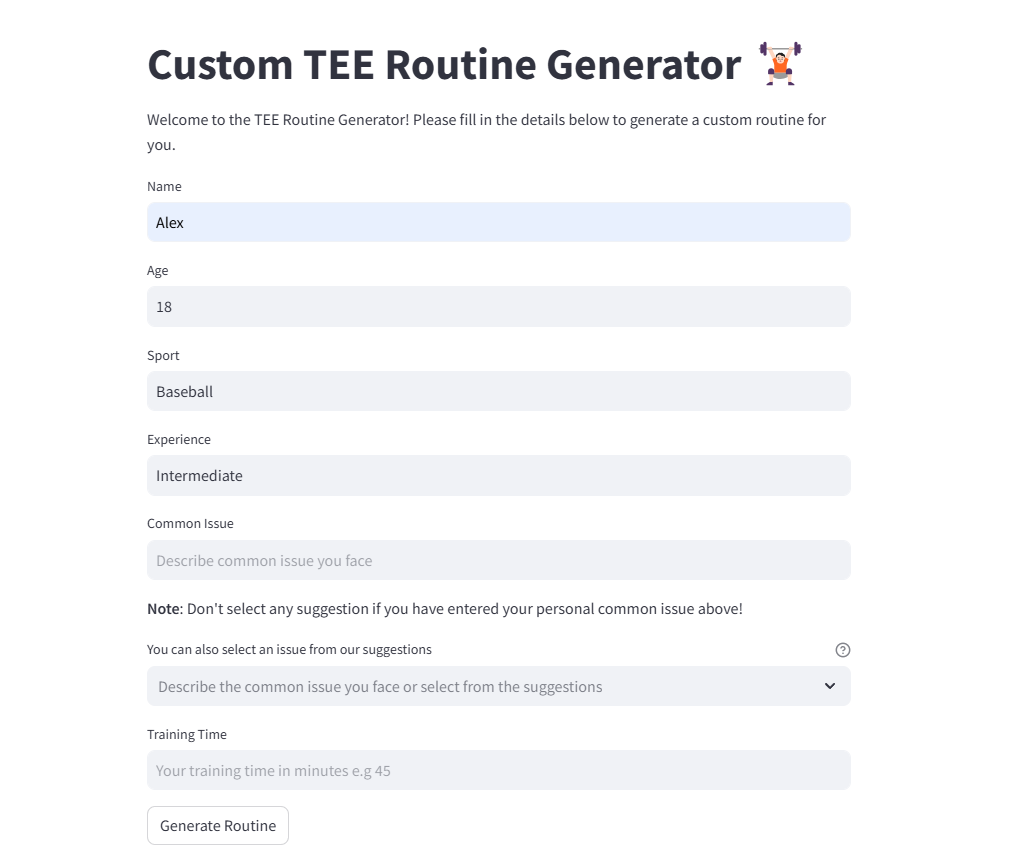 Custom TEE Routine Generator
Welcome to the TEE Routine Generator! Please fill in the details below to generate a custom routine for
you.
Name
Alex
Age
18
Sport
Baseball
Experience
Intermediate
Common Issue
Describe common issue you face
Note: Don't select any suggestion if you have entered your personal common issue above!
You can also select an issue from our suggestions
Describe the common issue you face or select from the suggestions
Training Time
Your training time in minutes e.g 45
Generate Routine